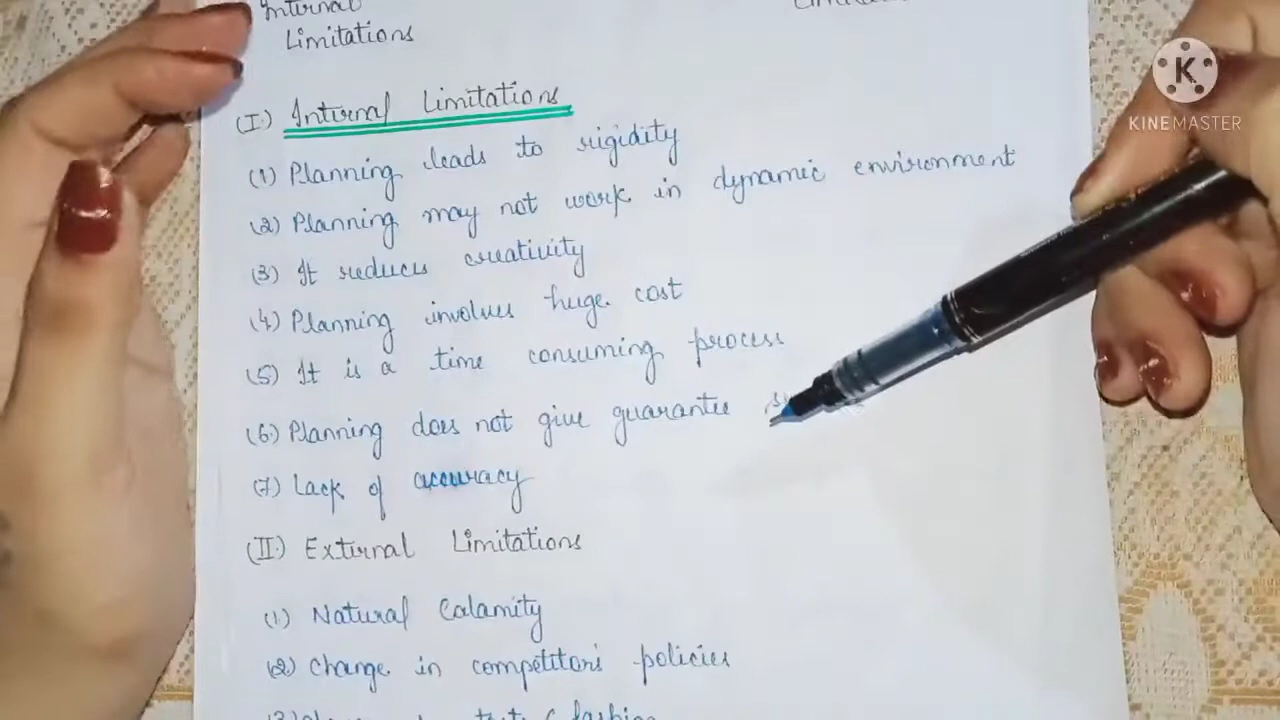 Internal
Limitations
(I.) Internal Limitations
(1) Planning leads to rigidity
(2) Planning may not work in dynamic environment
(3) It reduces creativity
(4) Planning involves huge cost
(5) It is a time consuming process
(6) Planning does not give guarantee
(7) Lack of accuracy
(II.) External Limitations
(1) Natural Calamity
(2) Change in competitors policies
(3) fashion
K
KINEMASTER